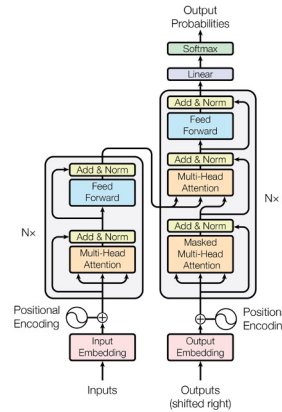 Output
Probabilities
Softmax
Linear
Add & Norm
Feed
Forward
Add & Norm
Multi-Head
Attention
Add & Norm
Masked
Multi-Head
Attention
N×
Positional
Encodin
Output
Embedding
Outputs
(shifted right)
Add & Norm
Feed
Forward
N×
Add & Norm
Multi-Head
Attention
Positional
Encoding
Input
Embedding
Inputs